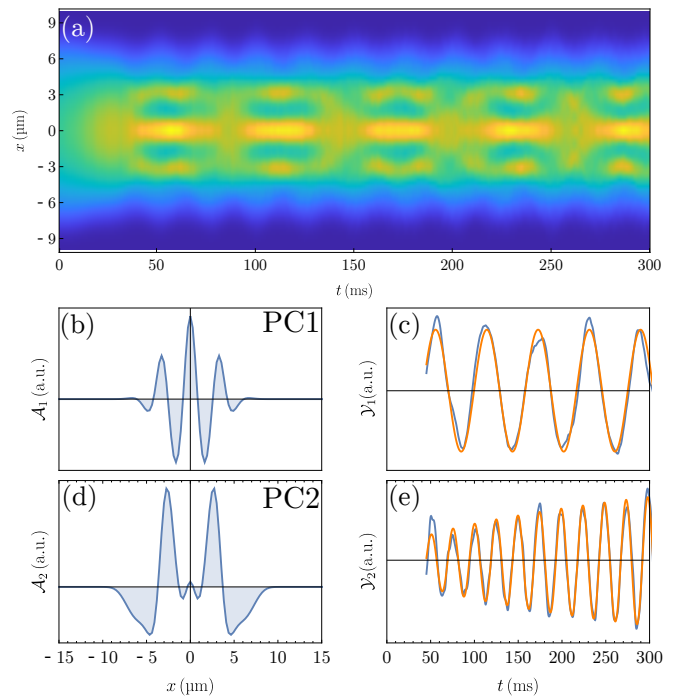 (a)
x (µm)
9
6
3
0
- 3
- 6
- 9
0 50 100 150 200 250 300
t (ms)
(b) PC1
𝒜1 (a.u.)
(c)
𝒴1 (a.u.)
(d) PC2
𝒜2 (a.u.)
- 15 - 10 - 5 0 5 10 15
x (µm)
(e)
𝒴2(a.u.)
0 50 100 150 200 250 300
t (ms)